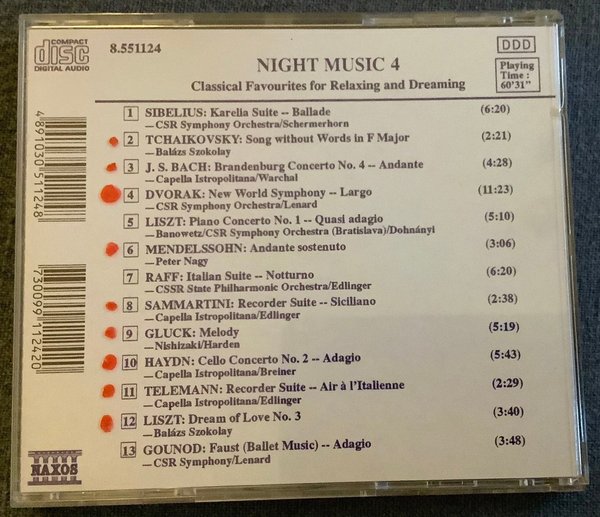 COMPACT
disc
DIGITAL AUDIO
8.551124
DDD
NIGHT MUSIC 4
Classical Favourites for Relaxing and Dreaming
Playing
Time :
60'31"
1 SIBELIUS: Karelia Suite -- Ballade (6:20)
—CSR Symphony Orchestra/Schermerhorn
2 TCHAIKOVSKY: Song without Words in F Major (2:21)
—Balázs Szokolay
3 J. S. BACH: Brandenburg Concerto No. 4 -- Andante (4:28)
—Capella Istropolitana/Warchal
4 DVORAK: New World Symphony -- Largo (11:23)
—CSR Symphony Orchestra/Lenard
5 LISZT: Piano Concerto No. 1 -- Quasi adagio (5:10)
—Banowetz/CSR Symphony Orchestra (Bratislava)/Dohnányi
6 MENDELSSOHN: Andante sostenuto (3:06)
—Peter Nagy
7 RAFF: Italian Suite -- Notturno (6:20)
—CSSR State Philharmonic Orchestra/Edlinger
8 SAMMARTINI: Recorder Suite -- Siciliano (2:38)
—Capella Istropolitana/Edlinger
9 GLUCK: Melody (5:19)
—Nishizaki/Harden
10 HAYDN: Cello Concerto No. 2 -- Adagio (5:43)
—Capella Istropolitana/Breiner
11 TELEMANN: Recorder Suite -- Air à l'Italienne (2:29)
—Capella Istropolitana/Edlinger
12 LISZT: Dream of Love No. 3 (3:40)
—Balázs Szokolay
13 GOUNOD: Faust (Ballet Music) -- Adagio (3:48)
—CSR Symphony/Lenard
4 891030 511248
730099 112420
NAXOS